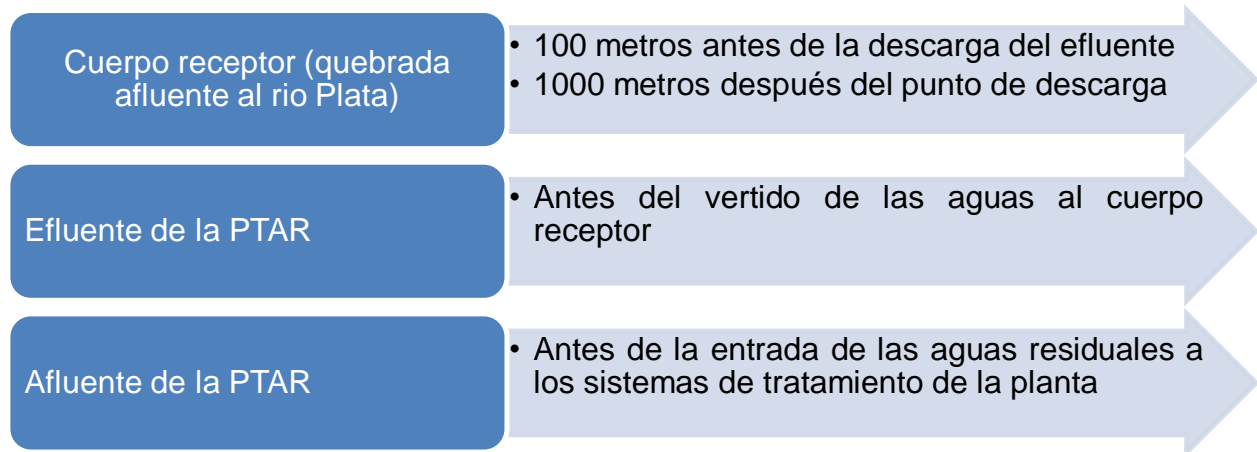 Cuerpo receptor (quebrada
afluente al rio Plata)
• 100 metros antes de la descarga del efluente
• 1000 metros después del punto de descarga
Efluente de la PTAR
• Antes del vertido de las aguas al cuerpo
receptor
Afluente de la PTAR
• Antes de la entrada de las aguas residuales a
los sistemas de tratamiento de la planta